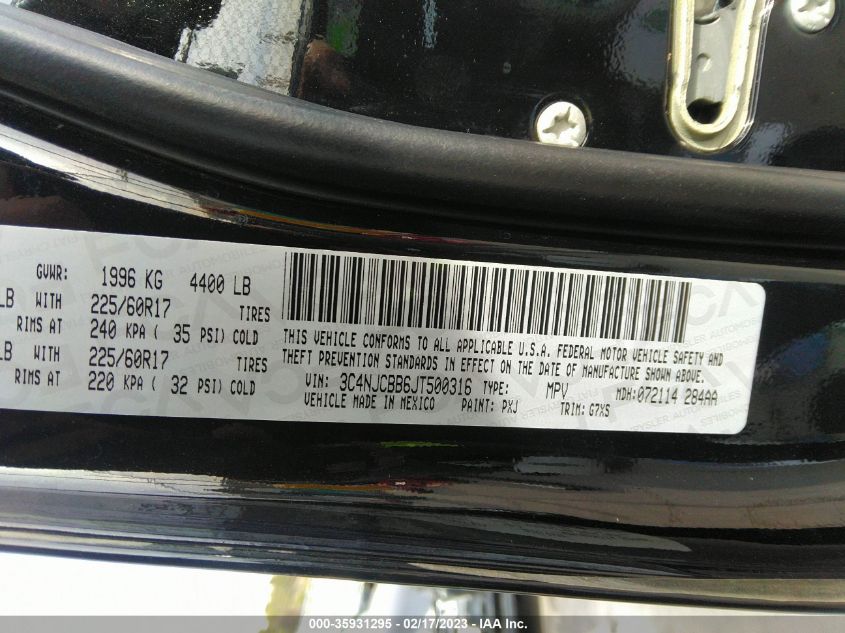 GVWR: 1996 KG 4400 LB
LB WITH 225/60R17 TIRES
RIMS AT 240 KPA ( 35 PSI) COLD
LB WITH 225/60R17 TIRES
RIMS AT 220 KPA ( 32 PSI) COLD
THIS VEHICLE CONFORMS TO ALL APPLICABLE U.S.A. FEDERAL MOTOR VEHICLE SAFETY AND
THEFT PREVENTION STANDARDS IN EFFECT ON THE DATE OF MANUFACTURE SHOWN ABOVE.
VIN: 3C4NJCBB6JT500316 TYPE: MPV MDH:072114 284AA
VEHICLE MADE IN MEXICO PAINT: PXJ TRIM: G7XS
000-35931295 - 02/17/2023 - IAA Inc.